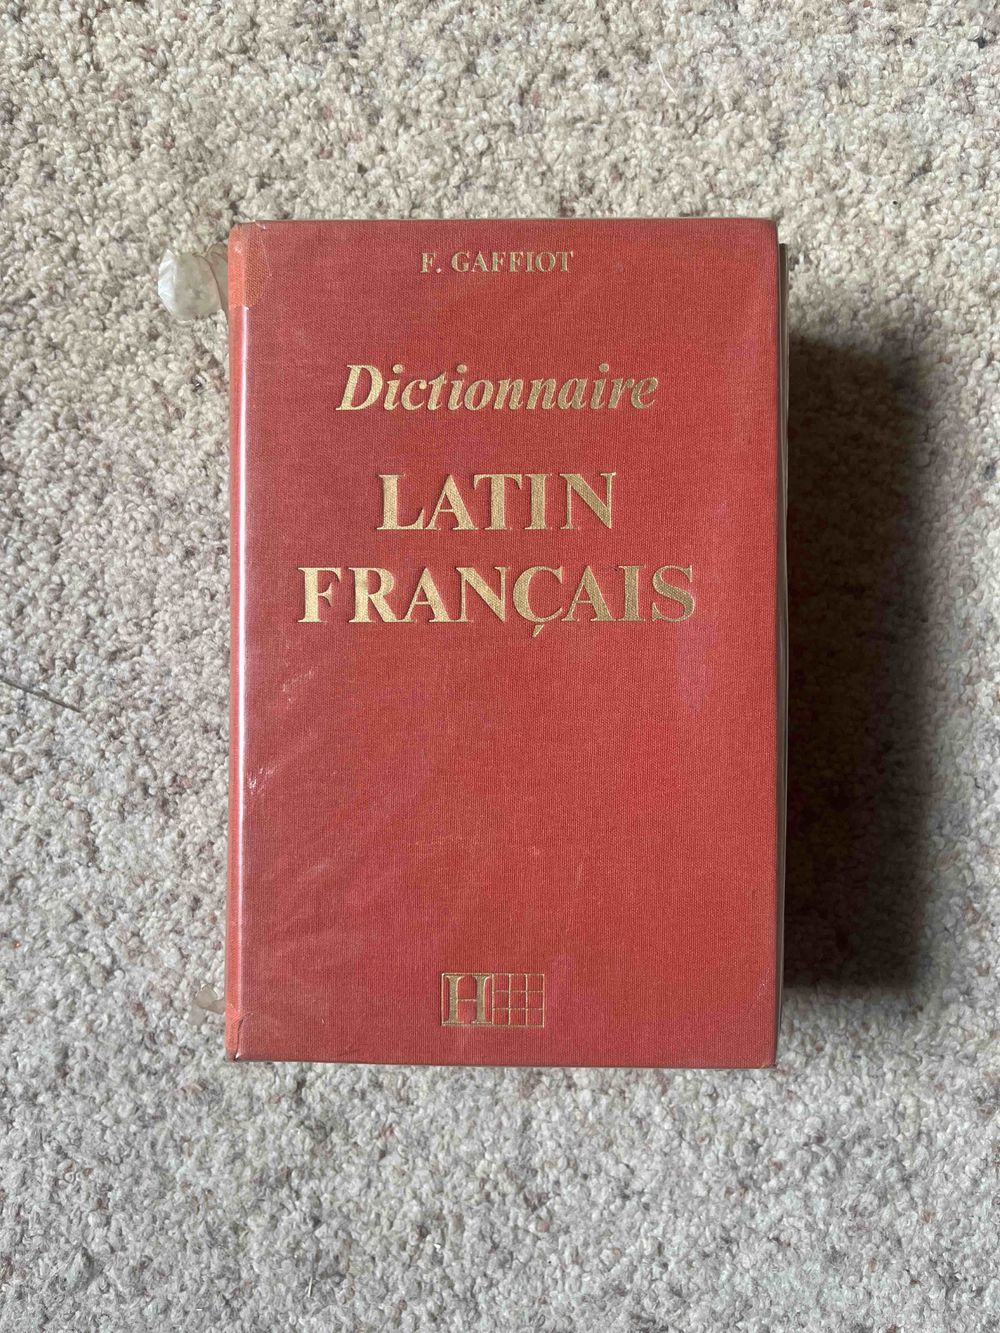 F. GAFFIOT
Dictionnaire
LATIN
FRANÇAIS
H